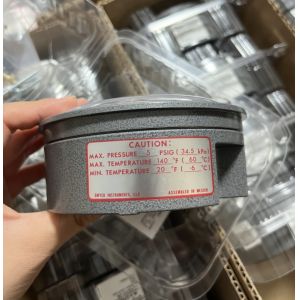 CAUTION:
MAX. PRESSURE 5 PSIG (34.5 kPa)
MAX. TEMPERATURE 140 °F (60 °C)
MIN. TEMPERATURE 20 °F (-6 °C)
DWYER INSTRUMENTS, LLC ASSEMBLED IN MEXICO